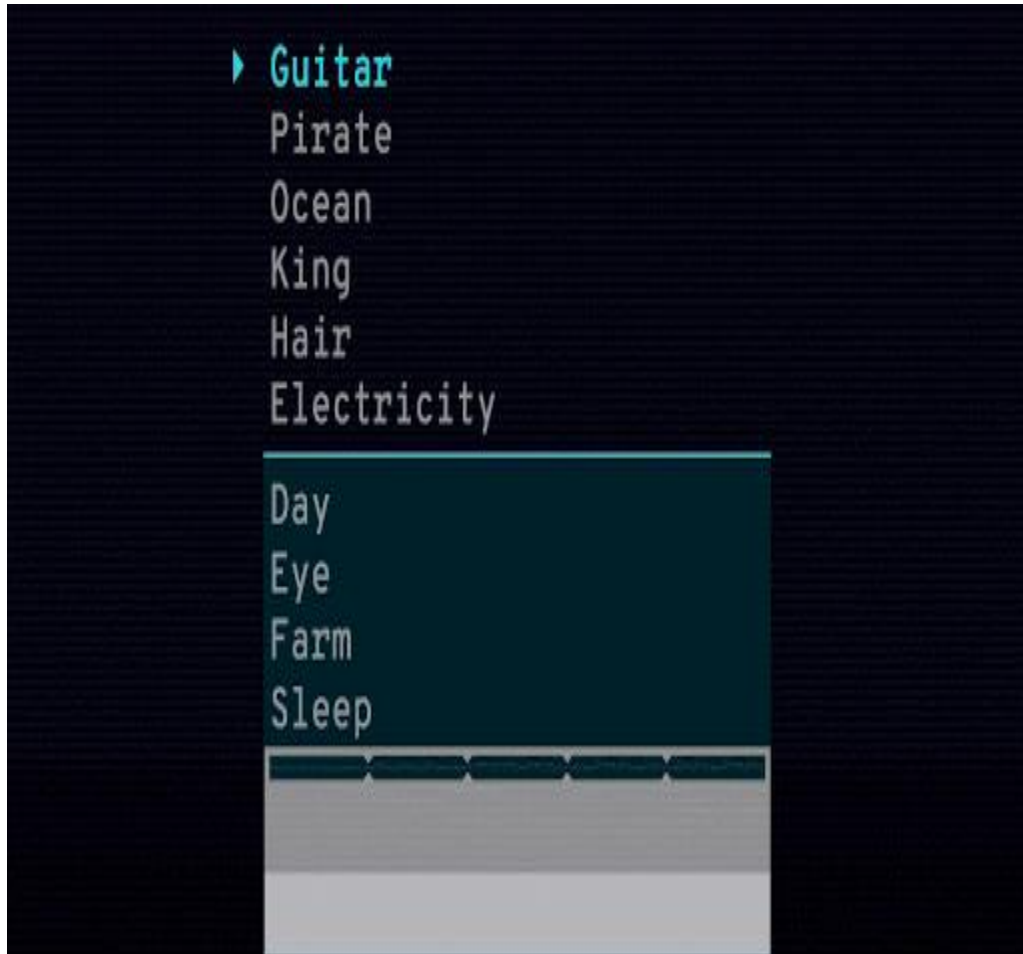 Guitar
Pirate
Ocean
King
Hair
Electricity
Day
Eye
Farm
Sleep